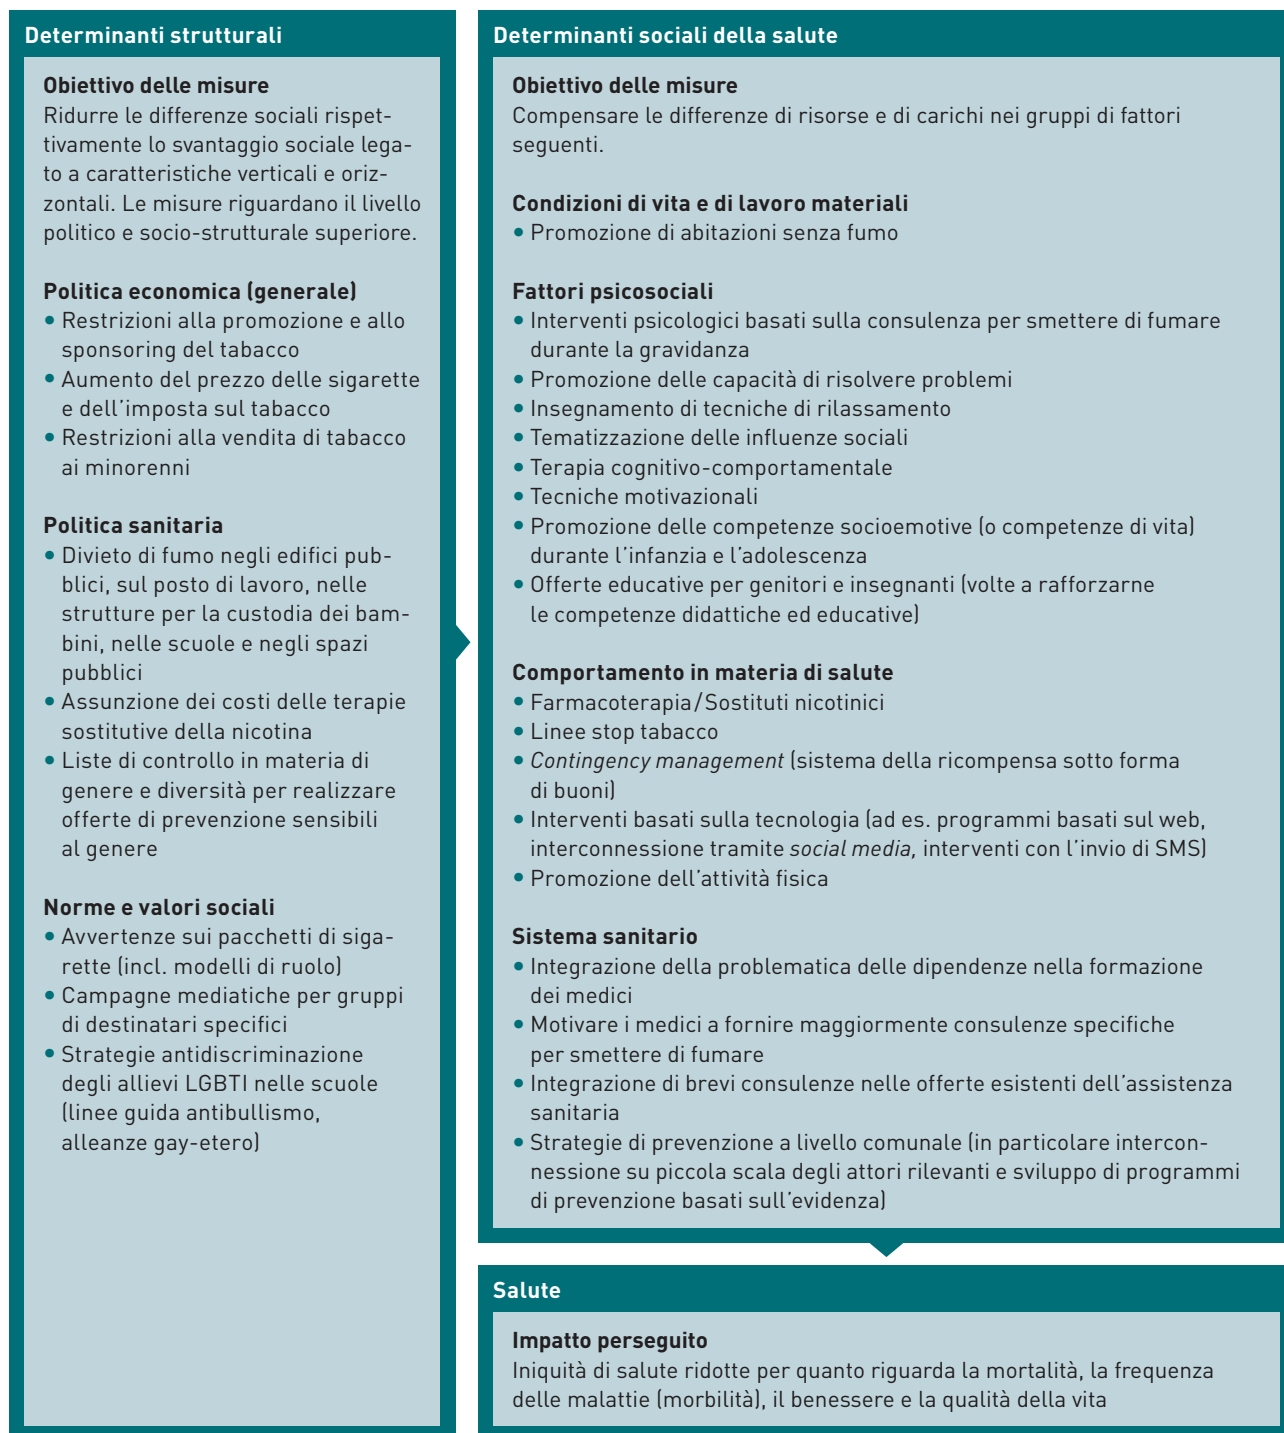 Determinanti strutturali
Obiettivo delle misure
Ridurre le differenze sociali rispet-
tivamente lo svantaggio sociale lega-
to a caratteristiche verticali e oriz-
zontali. Le misure riguardano il livello
politico e socio-strutturale superiore.
Politica economica (generale)
• Restrizioni alla promozione e allo
sponsoring del tabacco
• Aumento del prezzo delle sigarette
e dell'imposta sul tabacco
• Restrizioni alla vendita di tabacco
ai minorenni
Politica sanitaria
• Divieto di fumo negli edifici pub-
blici, sul posto di lavoro, nelle
strutture per la custodia dei bam-
bini, nelle scuole e negli spazi
pubblici
• Assunzione dei costi delle terapie
sostitutive della nicotina
• Liste di controllo in materia di
genere e diversità per realizzare
offerte di prevenzione sensibili
al genere
Norme e valori sociali
• Avvertenze sui pacchetti di siga-
rette (incl. modelli di ruolo)
• Campagne mediatiche per gruppi
di destinatari specifici
• Strategie antidiscriminazione
degli allievi LGBTI nelle scuole
(linee guida antibullismo,
alleanze gay-etero)
Determinanti sociali della salute
Obiettivo delle misure
Compensare le differenze di risorse e di carichi nei gruppi di fattori
seguenti.
Condizioni di vita e di lavoro materiali
• Promozione di abitazioni senza fumo
Fattori psicosociali
• Interventi psicologici basati sulla consulenza per smettere di fumare
durante la gravidanza
• Promozione delle capacità di risolvere problemi
• Insegnamento di tecniche di rilassamento
• Tematizzazione delle influenze sociali
• Terapia cognitivo-comportamentale
• Tecniche motivazionali
• Promozione delle competenze socioemotive (o competenze di vita)
durante l'infanzia e l'adolescenza
• Offerte educative per genitori e insegnanti (volte a rafforzarne
le competenze didattiche ed educative)
Comportamento in materia di salute
• Farmacoterapia/Sostituti nicotinici
• Linee stop tabacco
• Contingency management (sistema della ricompensa sotto forma
di buoni)
• Interventi basati sulla tecnologia (ad es. programmi basati sul web,
interconnessione tramite social media, interventi con l'invio di SMS)
• Promozione dell'attività fisica
Sistema sanitario
• Integrazione della problematica delle dipendenze nella formazione
dei medici
• Motivare i medici a fornire maggiormente consulenze specifiche
per smettere di fumare
• Integrazione di brevi consulenze nelle offerte esistenti dell'assistenza
sanitaria
• Strategie di prevenzione a livello comunale (in particolare intercon-
nessione su piccola scala degli attori rilevanti e sviluppo di programmi
di prevenzione basati sull'evidenza)
Salute
Impatto perseguito
Iniquità di salute ridotte per quanto riguarda la mortalità, la frequenza
delle malattie (morbilità), il benessere e la qualità della vita